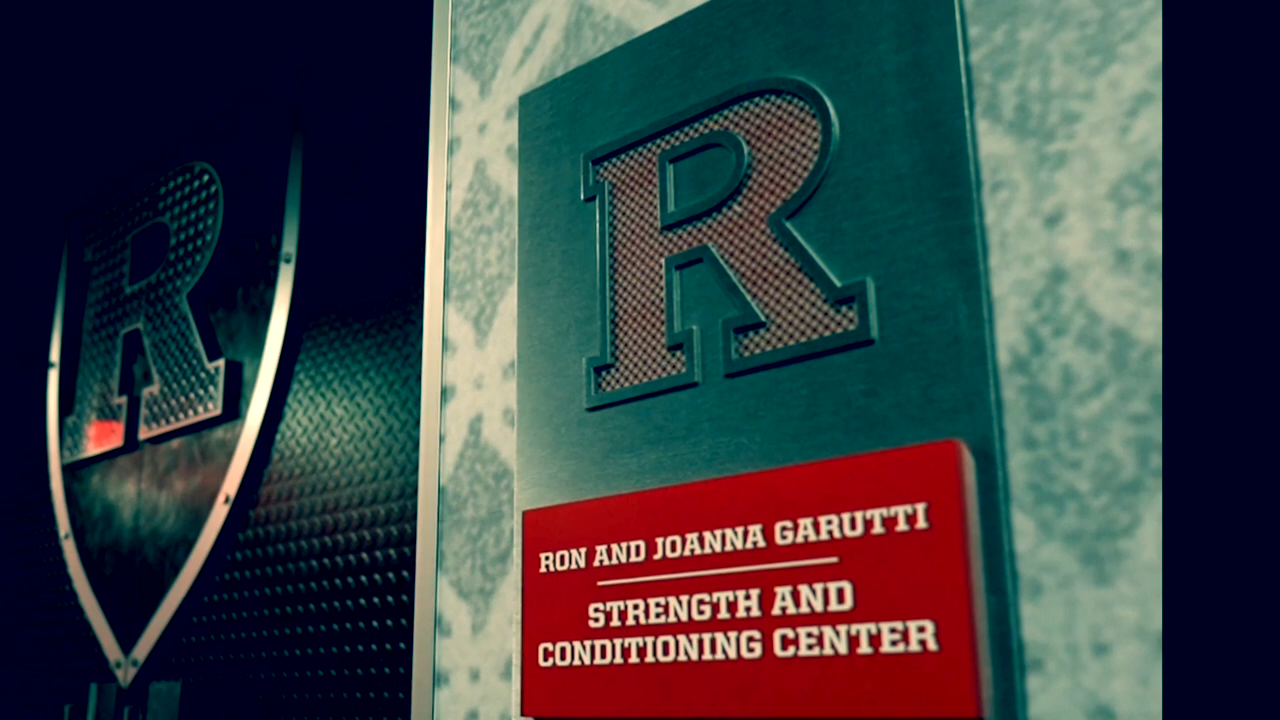 R
R
RON AND JOANNA GARUTTI
STRENGTH AND
CONDITIONING CENTER